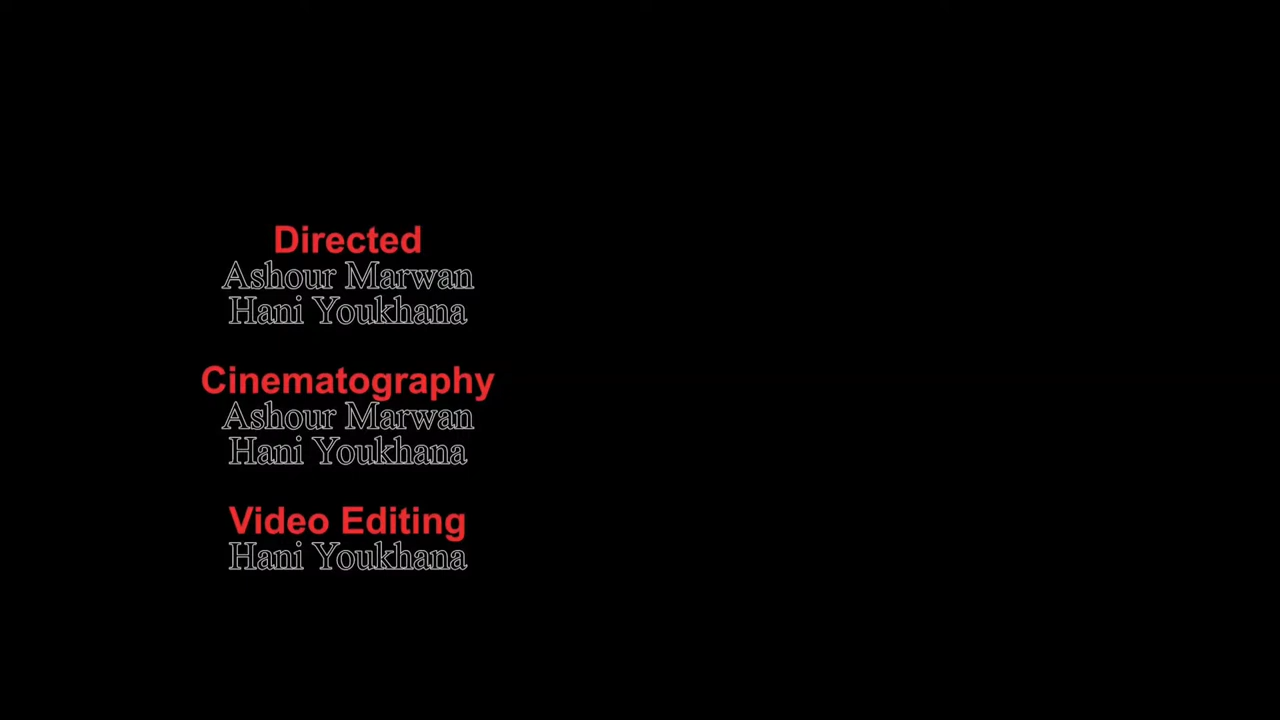 Directed
Ashour Marwan
Hani Youkhana
Cinematography
Ashour Marwan
Hani Youkhana
Video Editing
Hani Youkhana